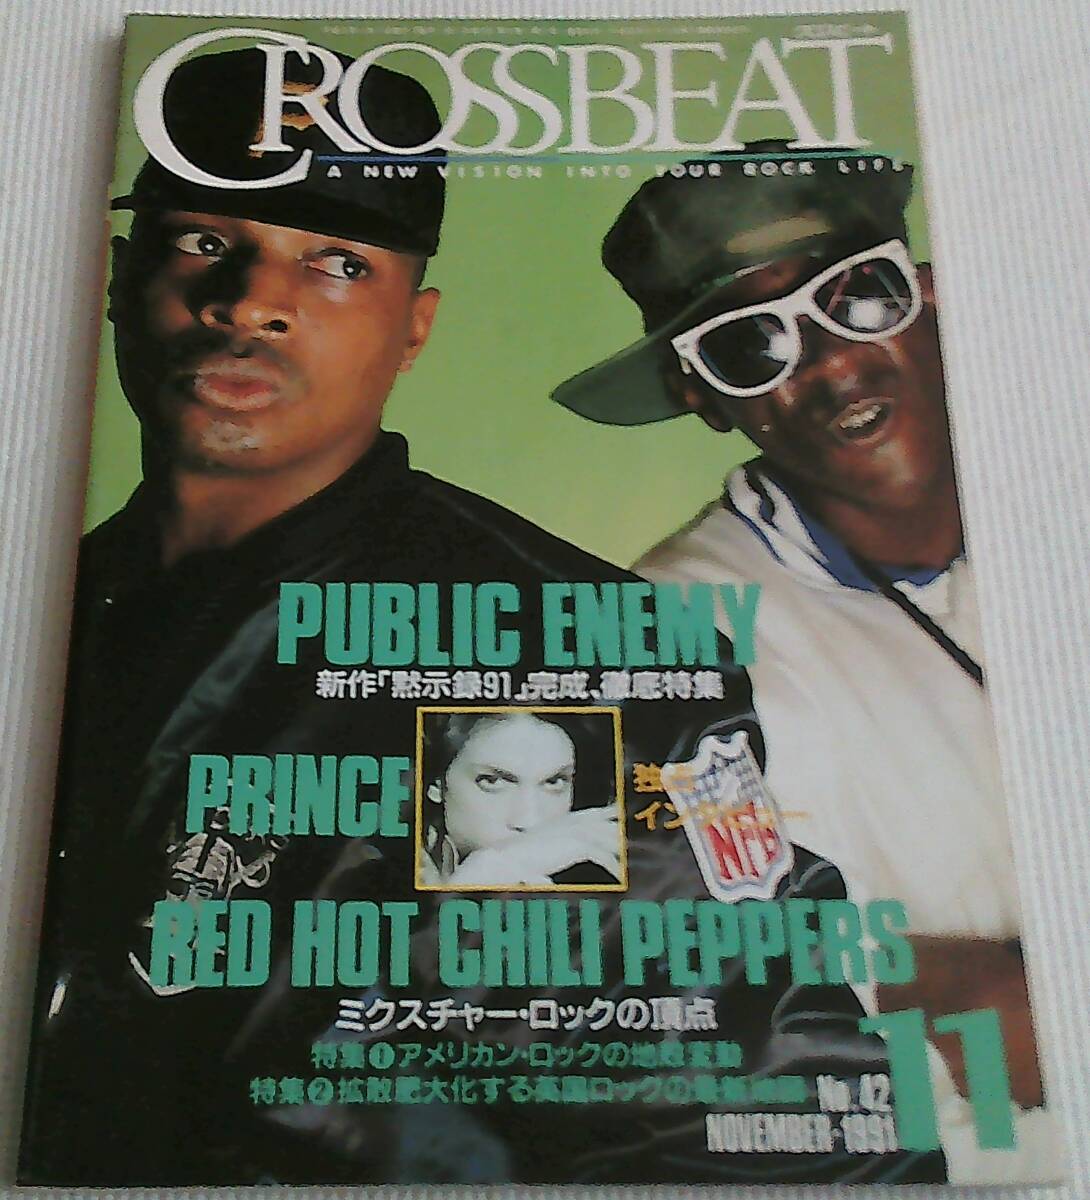 CROSSBEAT
A NEW VISION INTO YOUR ROCK LIFE
PUBLIC ENEMY
新作「黙示録91」完成、徹底特集
PRINCE
独占
インタビュー
NFL
RED HOT CHILI PEPPERS
ミクスチャー・ロックの頂点
特集❶アメリカン・ロックの地殻変動
特集❷拡散肥大化する英国ロックの最新
11
No.42
NOVEMBER・1991